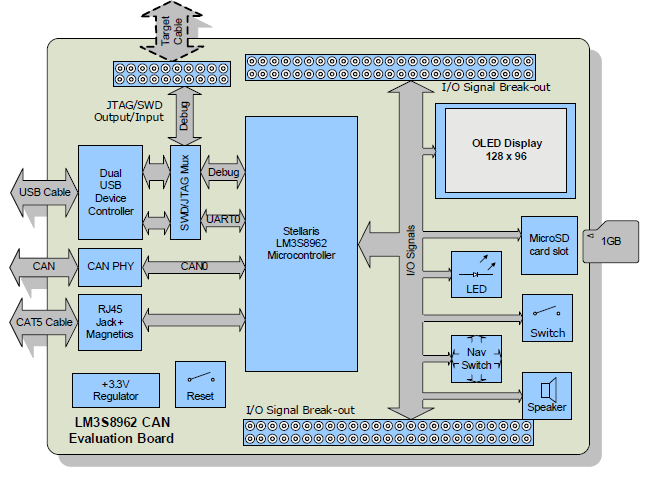 Target
Cable
I/O Signal Break-out
JTAG/SWD
Output/Input
Debug
OLED Display
128 x 96
Dual
USB
Device
Controller
SWD/JTAG Mux
Debug
UART0
USB Cable
Stellaris
LM3S8962
Microcontroller
I/O Signals
MicroSD
card slot
1GB
CAN
CAN PHY
CAN0
LED
CAT5 Cable
RJ45
Jack+
Magnetics
Switch
Nav
Switch
+3.3V
Regulator
Reset
Speaker
I/O Signal Break-out
LM3S8962 CAN
Evaluation Board